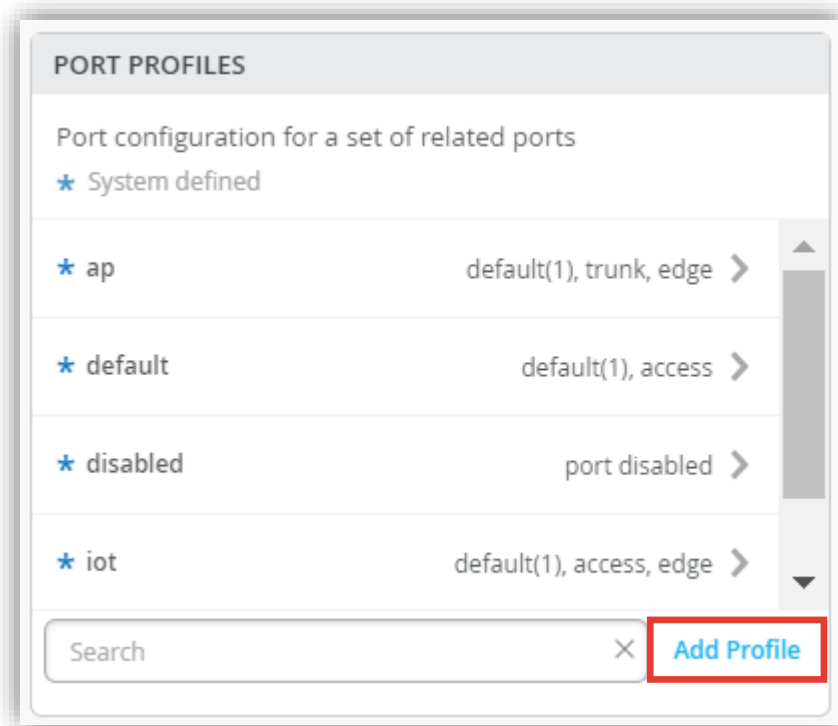 PORT PROFILES
Port configuration for a set of related ports
* System defined
* ap default(1), trunk, edge
* default default(1), access
* disabled port disabled
* iot default(1), access, edge
Search Add Profile